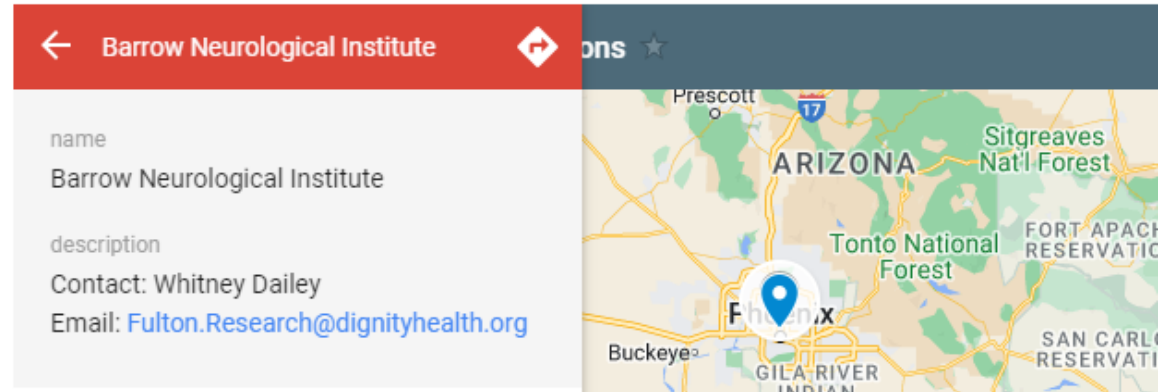 Barrow Neurological Institute
ons
name
Barrow Neurological Institute
description
Contact: Whitney Dailey
Email: Fulton.Research@dignityhealth.org
Prescott
17
ARIZONA
Sitgreaves
Nat'l Forest
Tonto National
Forest
FORT APACH
RESERVATIO
Buckeye
GILA RIVER
INDIAN
SAN CARLO
RESERVATI